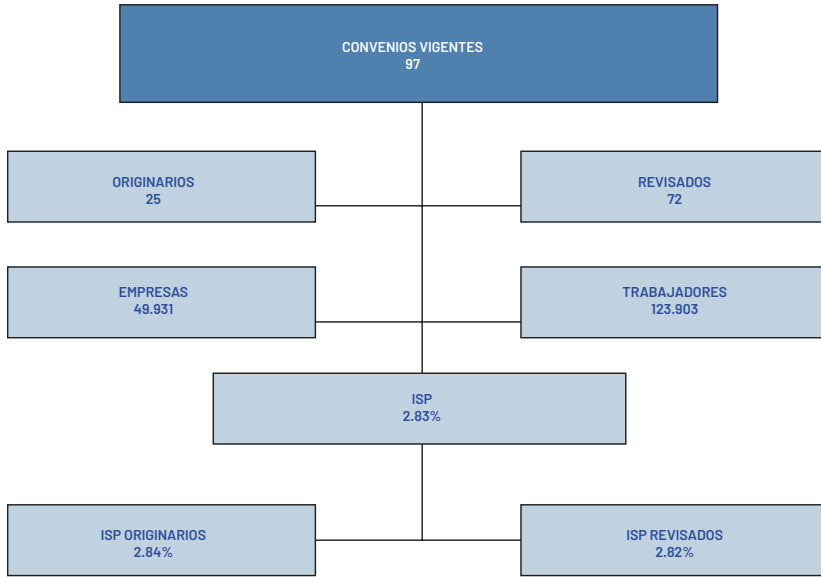 CONVENIOS VIGENTES
97
ORIGINARIOS
25
REVISADOS
72
EMPRESAS
49.931
TRABAJADORES
123.903
ISP
2.83%
ISP ORIGINARIOS
2.84%
ISP REVISADOS
2.82%